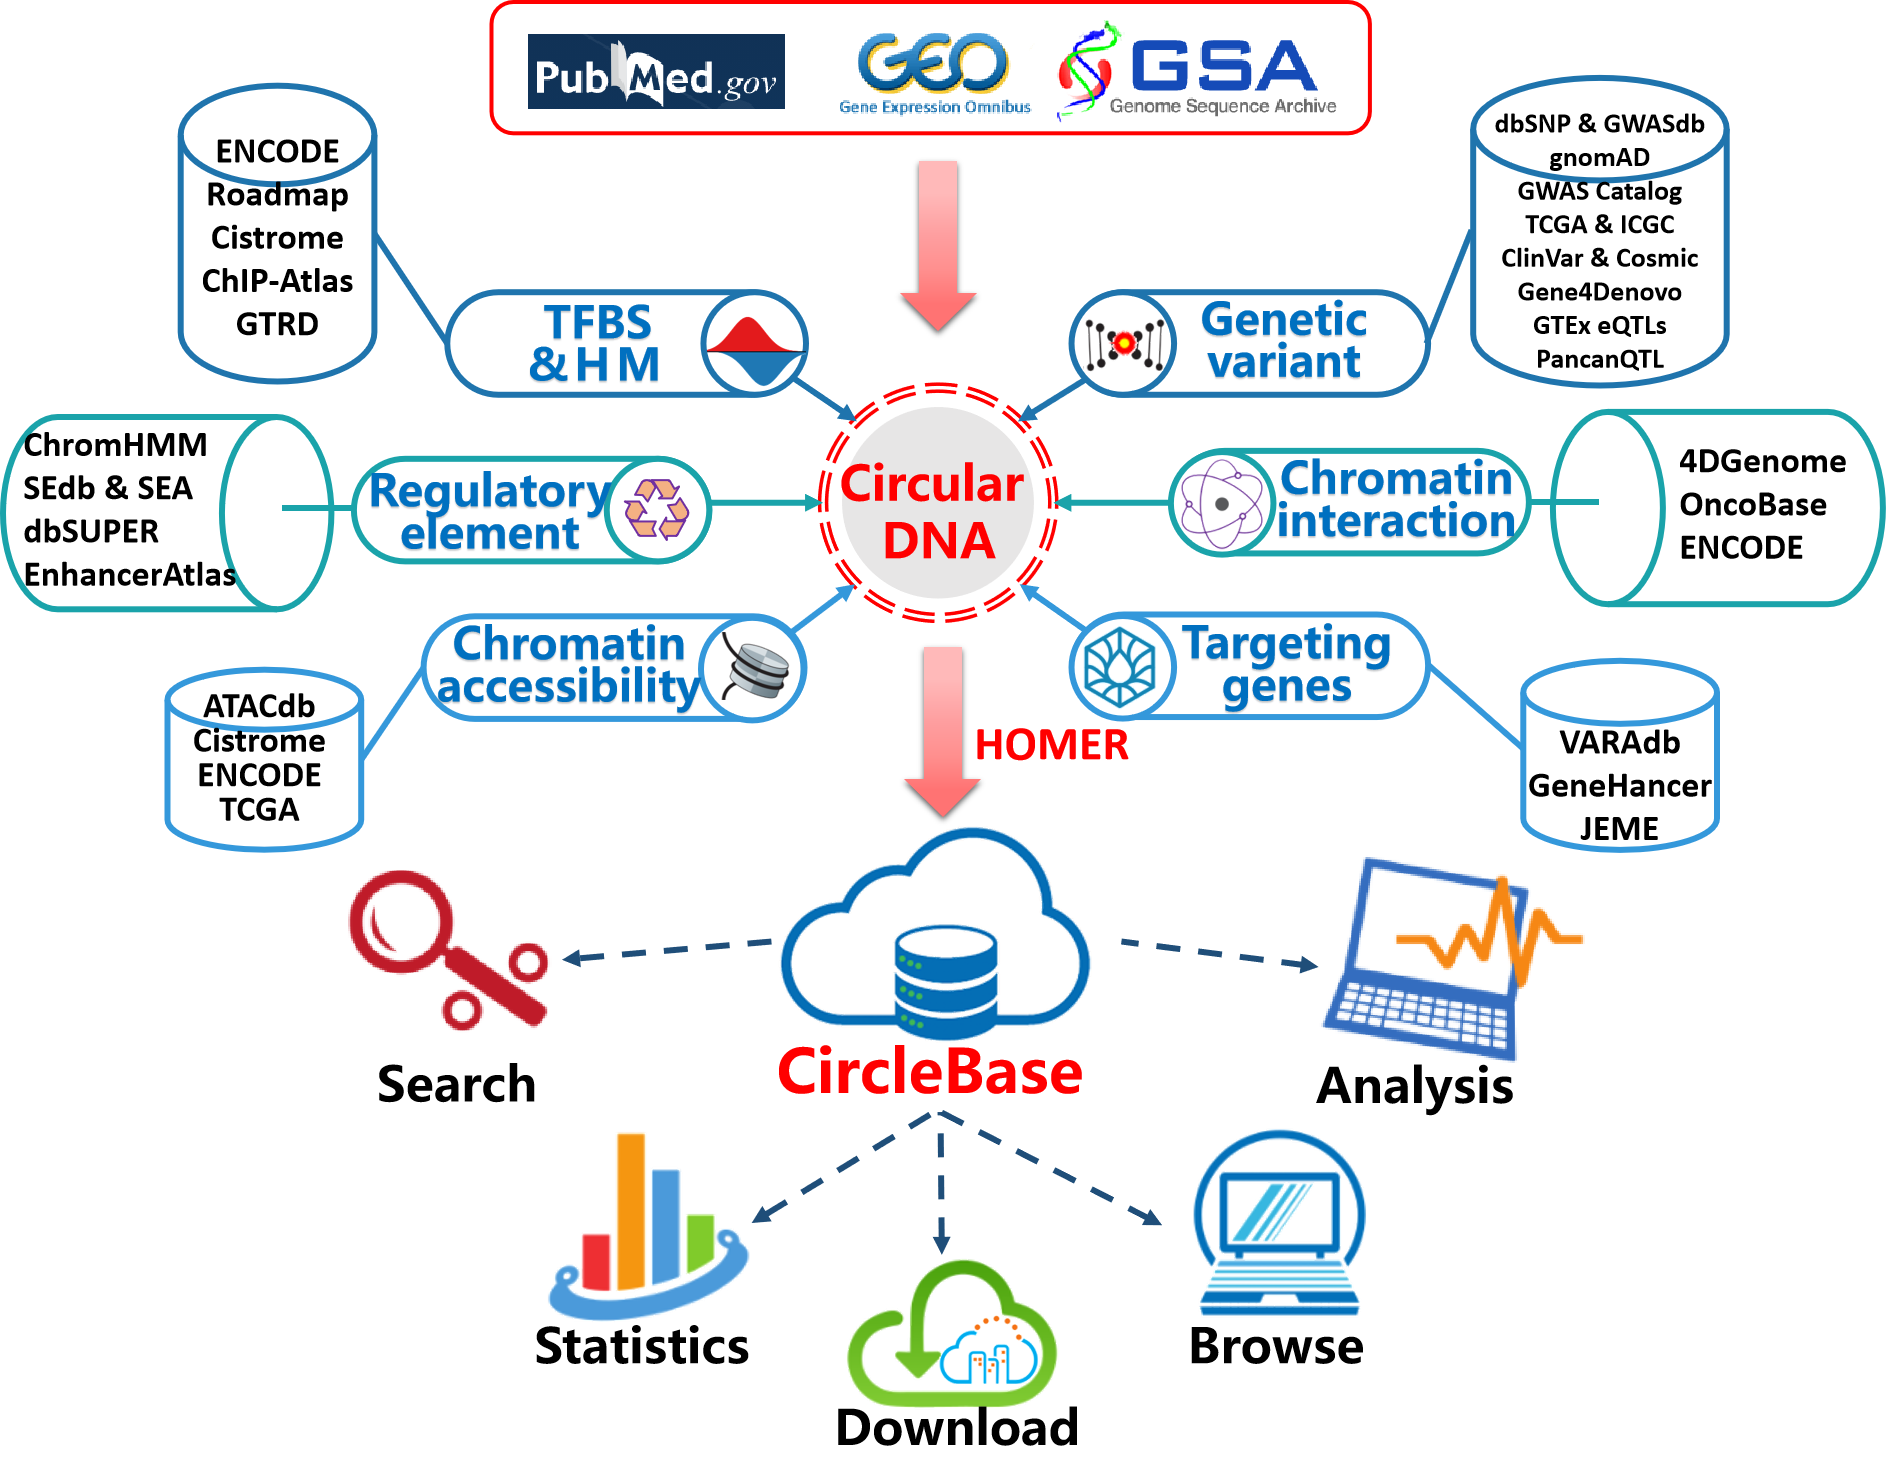 PubMed.gov
GEO
Gene Expression Omnibus
GSA
Genome Sequence Archive
ENCODE
Roadmap
Cistrome
ChIP-Atlas
GTRD
dbSNP & GWASdb
gnomAD
GWAS Catalog
TCGA & ICGC
ClinVar & Cosmic
Gene4Denovo
GTEx eQTLs
PancanQTL
TFBS
& H M
Genetic
variant
ChromHMM
SEdb & SEA
dbSUPER
EnhancerAtlas
Regulatory
element
Circular
DNA
Chromatin
interaction
4DGenome
OncoBase
ENCODE
Chromatin
accessibility
Targeting
genes
ATACdb
Cistrome
ENCODE
TCGA
HOMER
VARAdb
GeneHancer
JEME
Search
CircleBase
Analysis
Statistics
Download
Browse